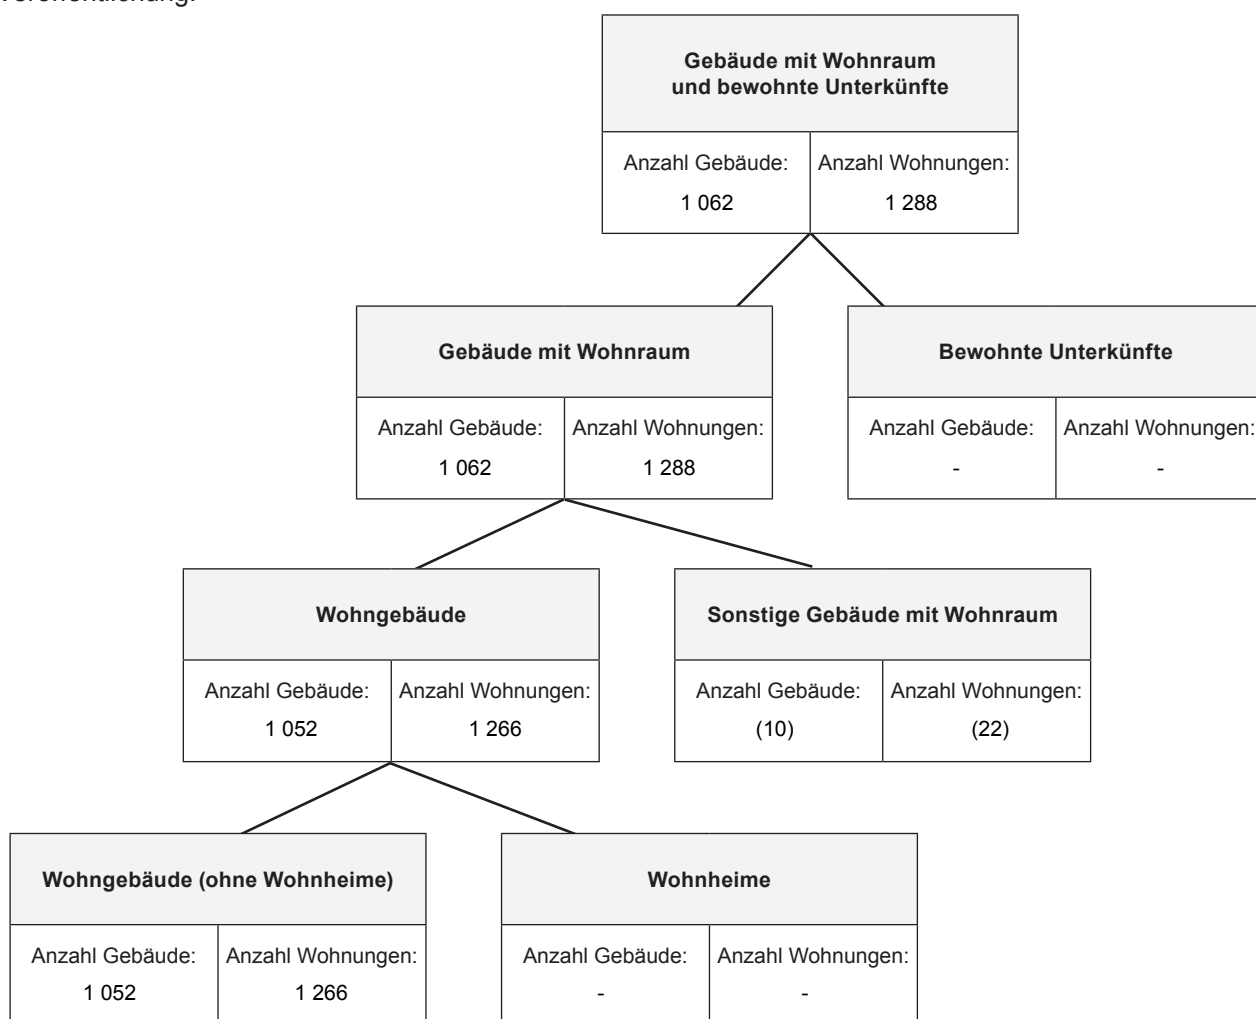 Veröffentlichung.
Gebäude mit Wohnraum
und bewohnte Unterkünfte
Anzahl Gebäude:
1 062
Anzahl Wohnungen:
1 288
Gebäude mit Wohnraum
Anzahl Gebäude:
1 062
Anzahl Wohnungen:
1 288
Bewohnte Unterkünfte
Anzahl Gebäude:
-
Anzahl Wohnungen:
-
Wohngebäude
Anzahl Gebäude:
1 052
Anzahl Wohnungen:
1 266
Sonstige Gebäude mit Wohnraum
Anzahl Gebäude:
(10)
Anzahl Wohnungen:
(22)
Wohngebäude (ohne Wohnheime)
Anzahl Gebäude:
1 052
Anzahl Wohnungen:
1 266
Wohnheime
Anzahl Gebäude:
-
Anzahl Wohnungen:
-